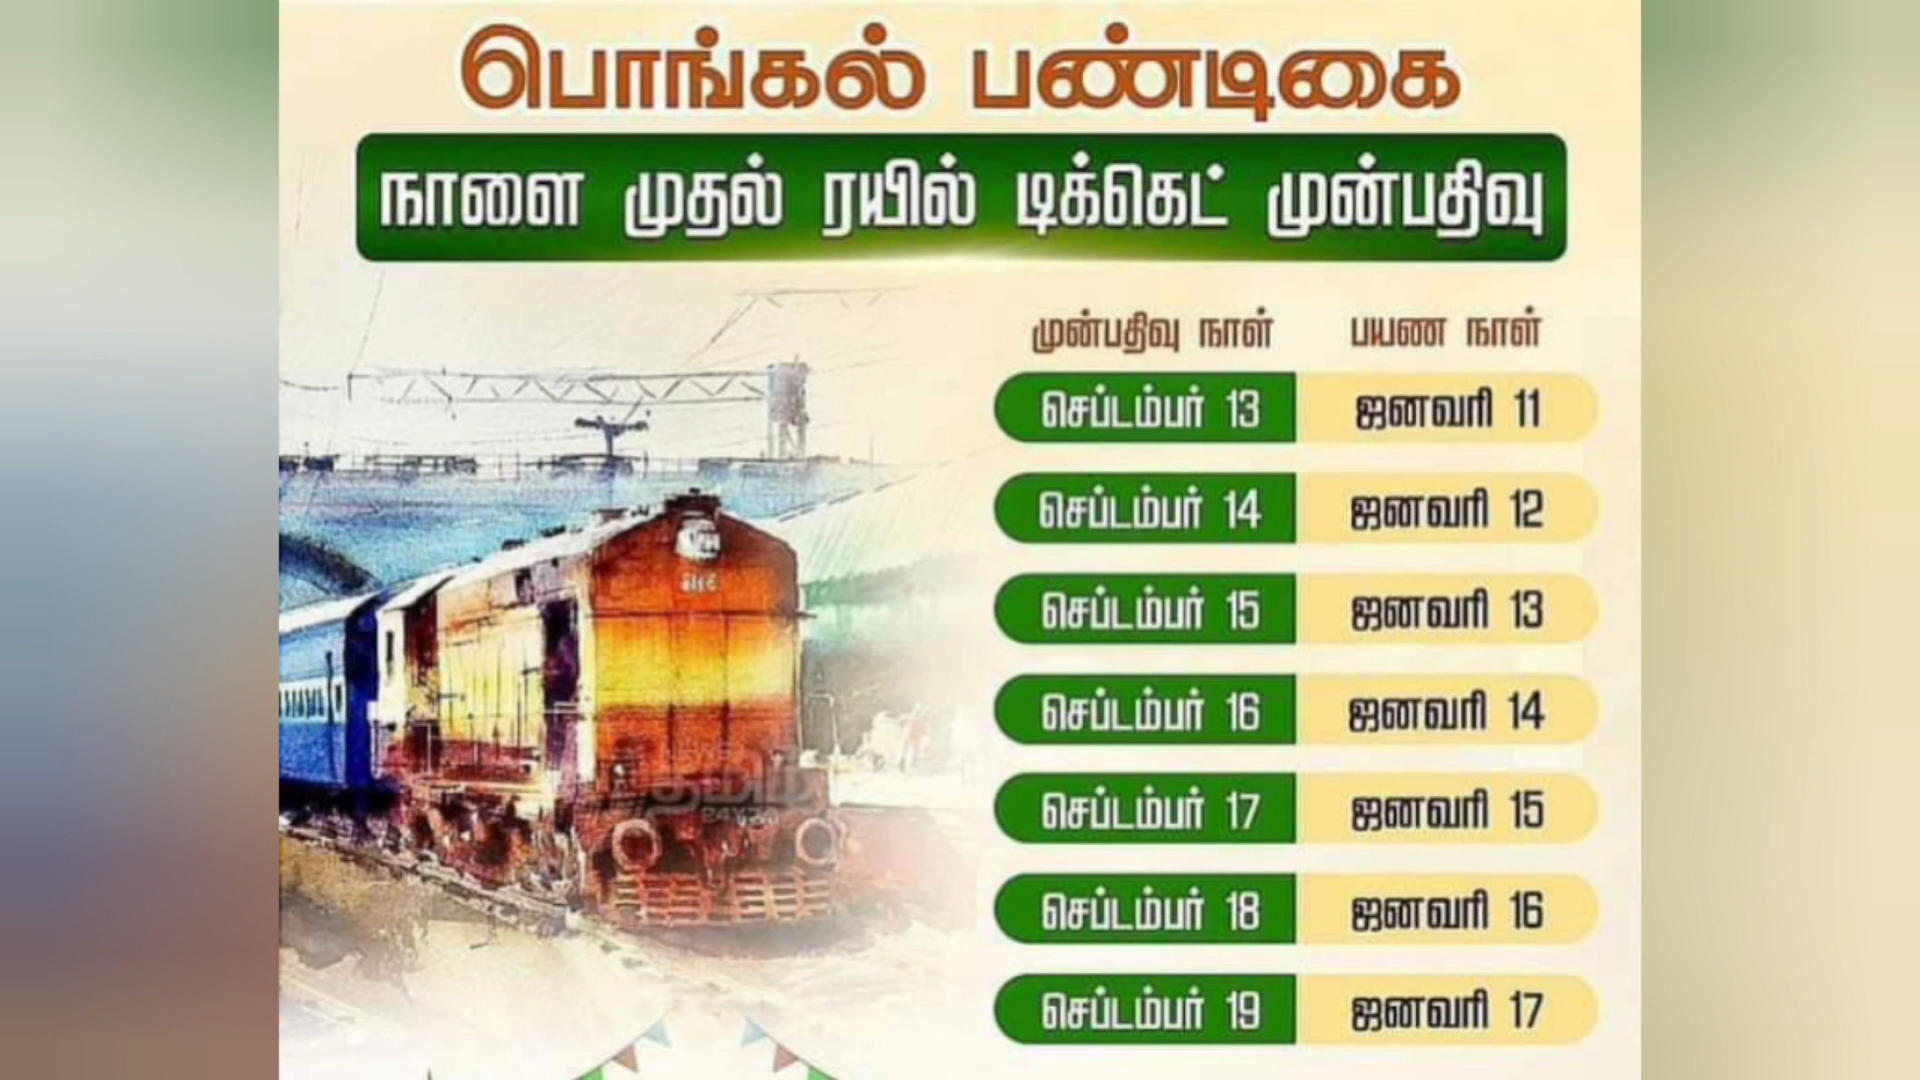 பொங்கல் பண்டிகை
நாளை முதல் ரயில் டிக்கெட் முன்பதிவு
முன்பதிவு நாள் பயண நாள்
செப்டம்பர் 13 ஜனவரி 11
செப்டம்பர் 14 ஜனவரி 12
செப்டம்பர் 15 ஜனவரி 13
செப்டம்பர் 16 ஜனவரி 14
செப்டம்பர் 17 ஜனவரி 15
செப்டம்பர் 18 ஜனவரி 16
செப்டம்பர் 19 ஜனவரி 17
தமிழ்